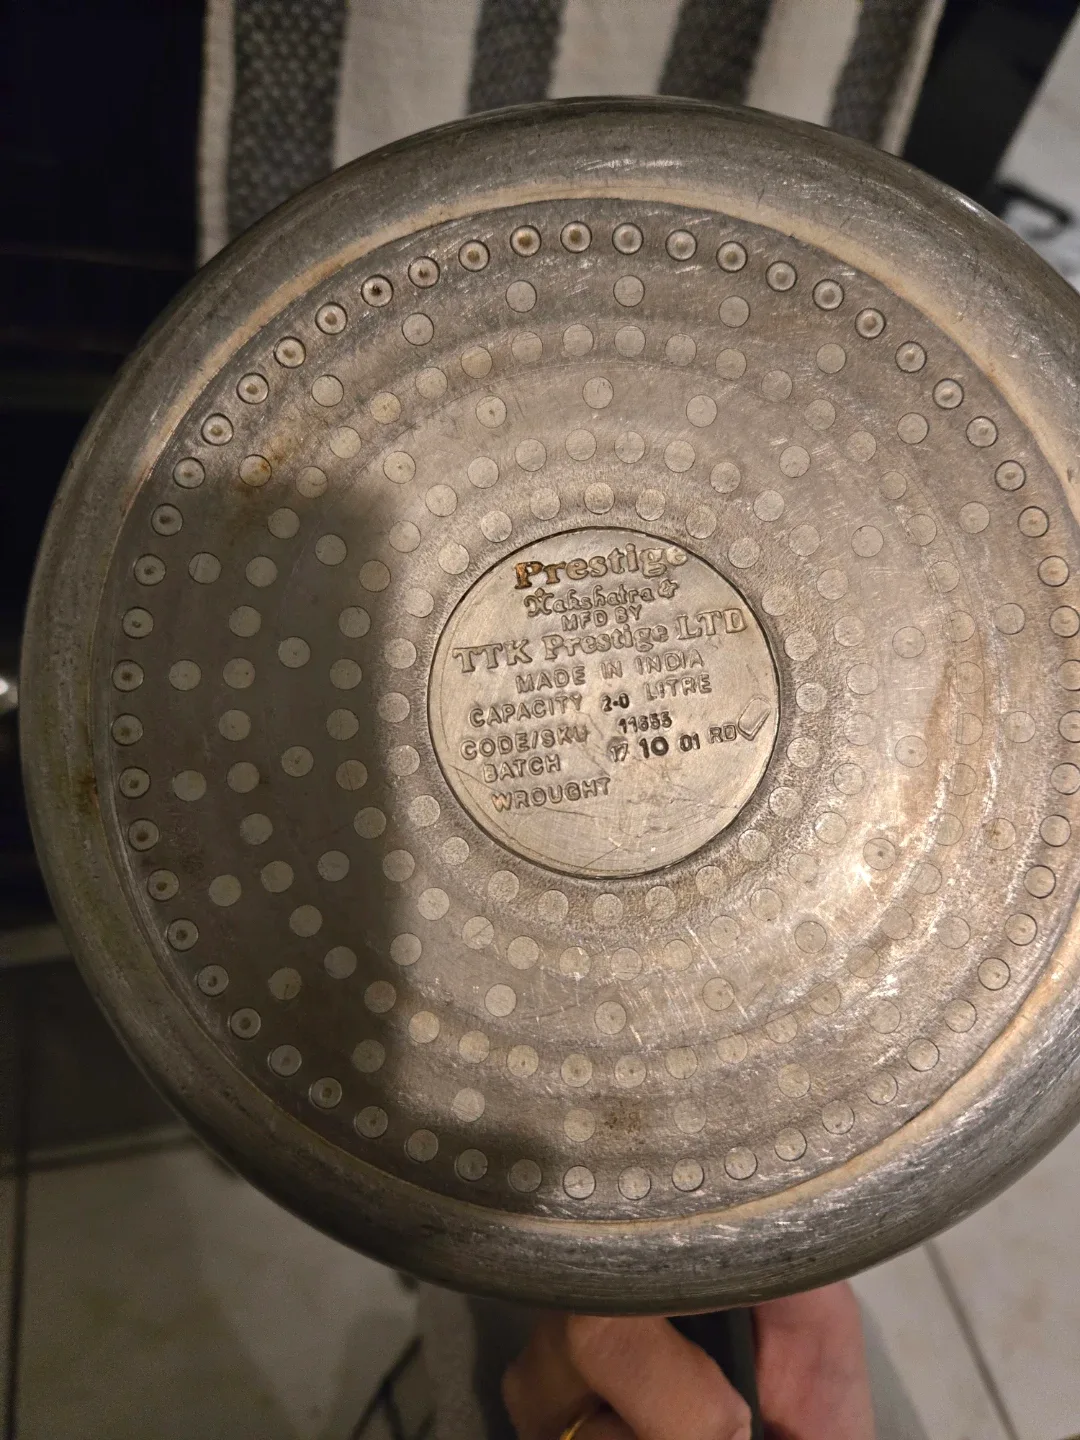 Prestige
Nakshatra
MFD BY
TTK Prestige LTD
MADE IN INDIA
CAPACITY 2.0 LITRE
CODE/SKU 11555
BATCH 17 10 01 RD
WROUGHT